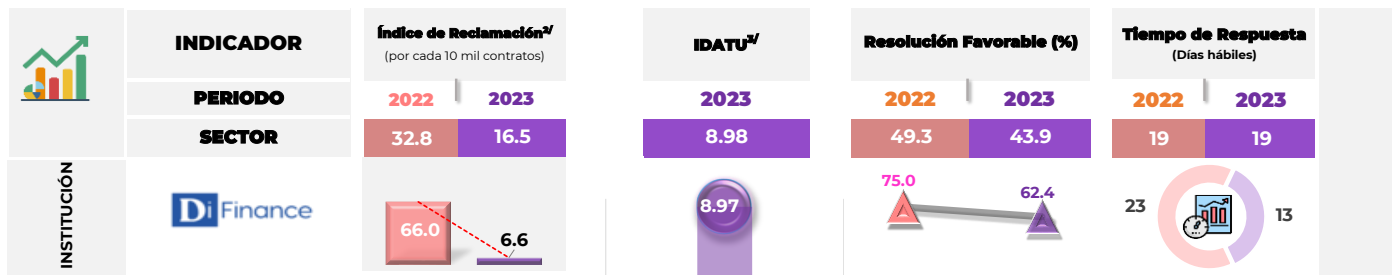 INDICADOR
Índice de Reclamación2/
(por cada 10 mil contratos)
IDATU3/
Resolución Favorable (%)
Tiempo de Respuesta
(Días hábiles)
PERIODO
2022
2023
2023
2022
2023
2022
2023
SECTOR
32.8
16.5
8.98
49.3
43.9
19
19
INSTITUCIÓN
Di Finance
66.0
6.6
8.97
75.0
62.4
23
13